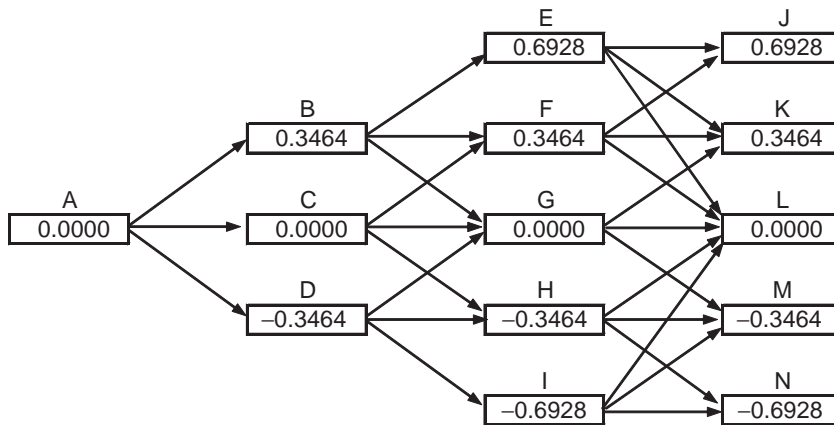 E J
0.6928 0.6928
B F K
0.3464 0.3464 0.3464
A C G L
0.0000 0.0000 0.0000 0.0000
D H M
−0.3464 −0.3464 −0.3464
I N
−0.6928 −0.6928